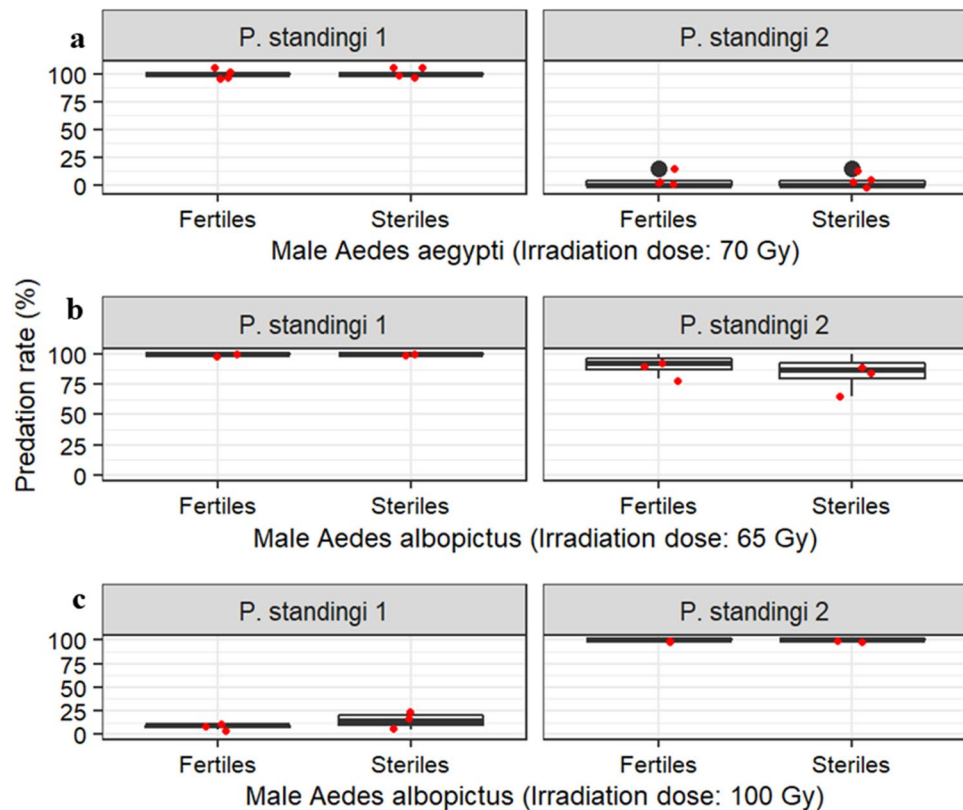 a
P. standingi 1
P. standingi 2
100
75
50
25
0
Fertiles
Steriles
Fertiles
Steriles
Male Aedes aegypti (Irradiation dose: 70 Gy)
Predation rate (%)
b
P. standingi 1
P. standingi 2
100
75
50
25
0
Fertiles
Steriles
Fertiles
Steriles
Male Aedes albopictus (Irradiation dose: 65 Gy)
c
P. standingi 1
P. standingi 2
100
75
50
25
0
Fertiles
Steriles
Fertiles
Steriles
Male Aedes albopictus (Irradiation dose: 100 Gy)